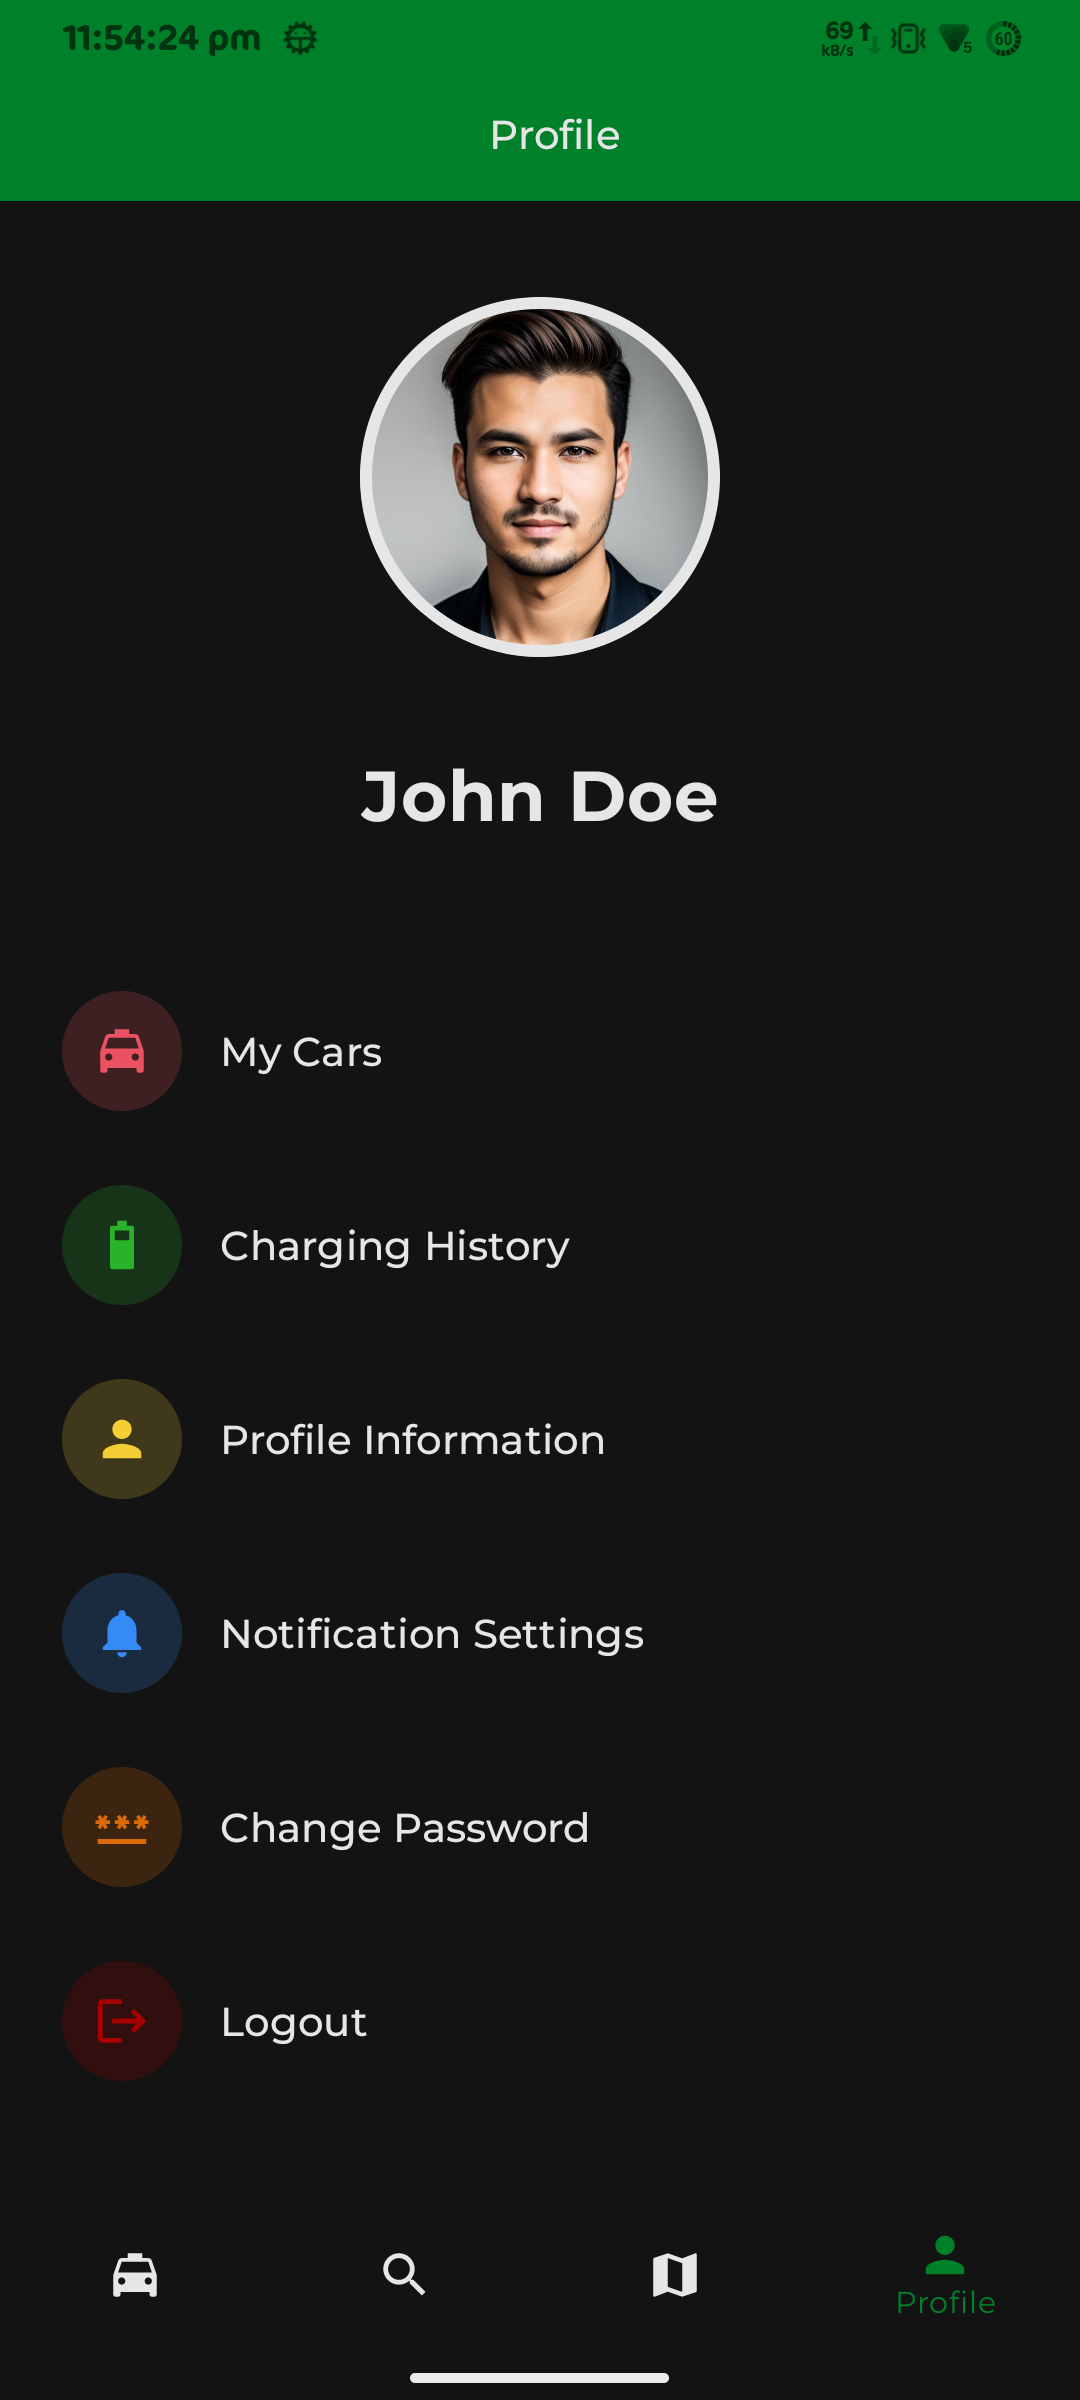 11:54:24 pm
69
kB/s
5
60
Profile
John Doe
My Cars
Charging History
Profile Information
Notification Settings
***
Change Password
Logout
Profile